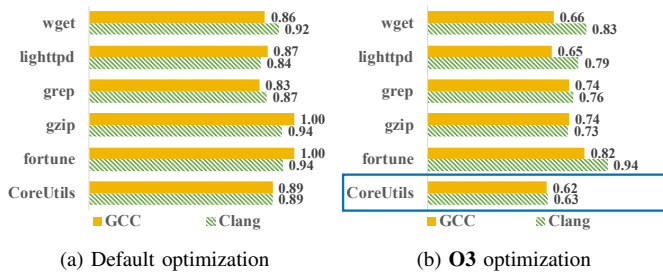 wget
0.86
0.92
lighttpd
0.87
0.84
grep
0.83
0.87
gzip
1.00
0.94
fortune
1.00
0.94
CoreUtils
0.89
0.89
GCC Clang
(a) Default optimization
wget
0.66
0.83
lighttpd
0.65
0.79
grep
0.74
0.76
gzip
0.74
0.73
fortune
0.82
0.94
CoreUtils
0.62
0.63
GCC Clang
(b) O3 optimization